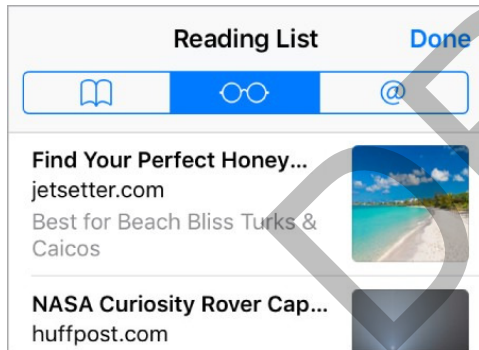 Reading List Done
@
Find Your Perfect Honey...
jetsetter.com
Best for Beach Bliss Turks &
Caicos
NASA Curiosity Rover Cap...
huffpost.com